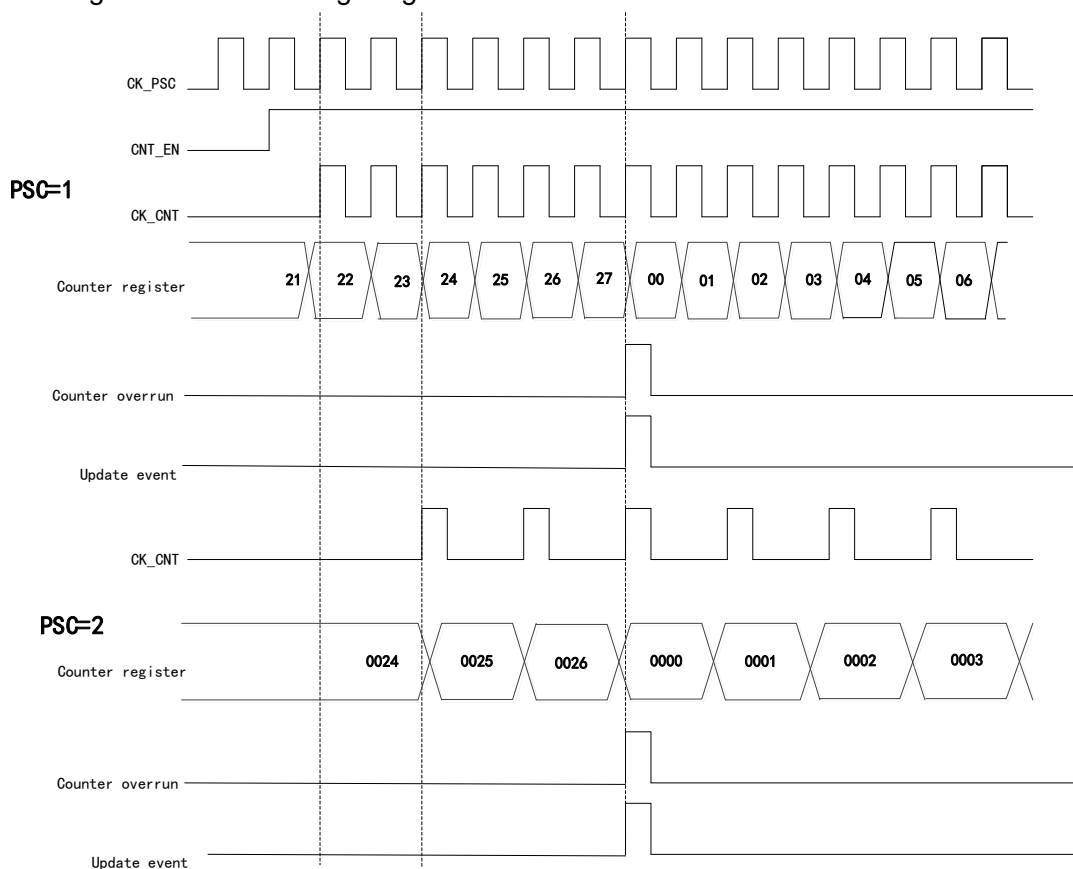 CK_PSC
CNT_EN
PSC=1
CK_CNT
Counter register 21 22 23 24 25 26 27 00 01 02 03 04 05 06
Counter overrun
Update event
CK_CNT
PSC=2
Counter register 0024 0025 0026 0000 0001 0002 0003
Counter overrun
Update event